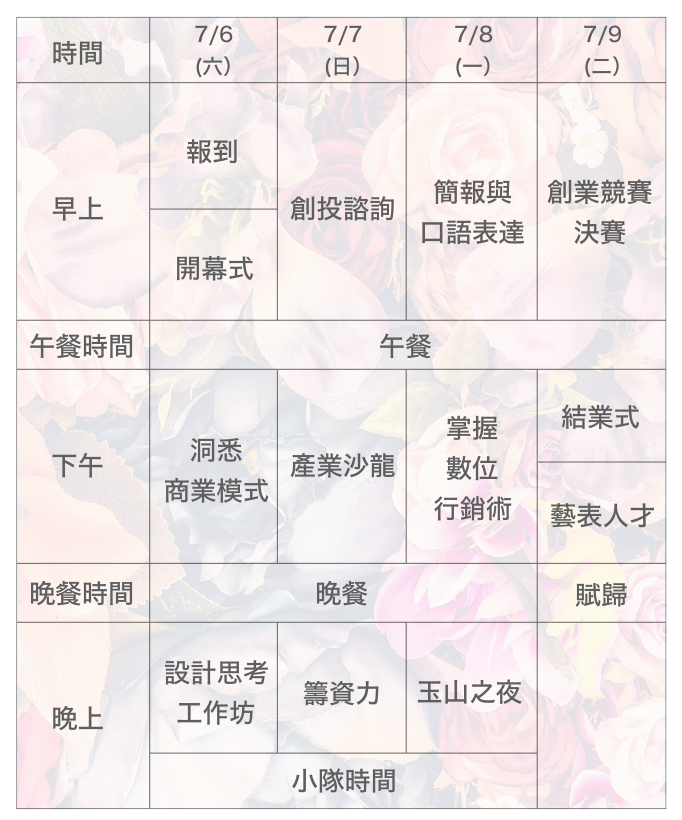 時間
7/6
(六)
7/7
(日)
7/8
(一)
7/9
(二)
早上
報到
開幕式
創投諮詢
簡報與
口語表達
創業競賽
決賽
午餐時間
午餐
下午
洞悉
商業模式
產業沙龍
掌握
數位
行銷術
結業式
藝表人才
晚餐時間
晚餐
賦歸
晚上
設計思考
工作坊
籌資力
玉山之夜
小隊時間